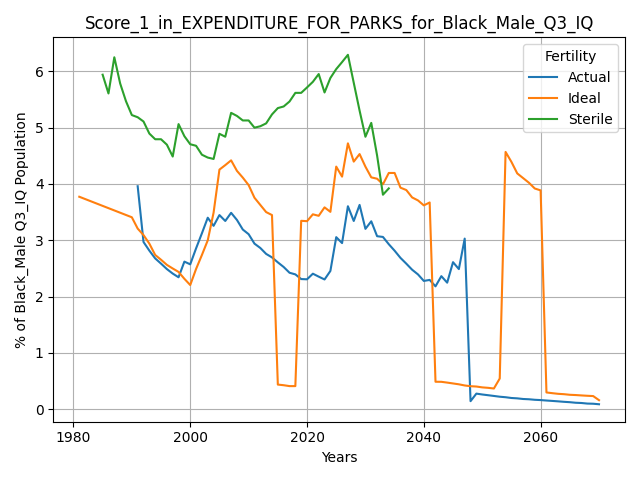 Score_1_in_EXPENDITURE_FOR_PARKS_for_Black_Male_Q3_IQ
% of Black_Male Q3_IQ Population
6
5
4
3
2
1
0
Fertility
Actual
Ideal
Sterile
1980 2000 2020 2040 2060
Years